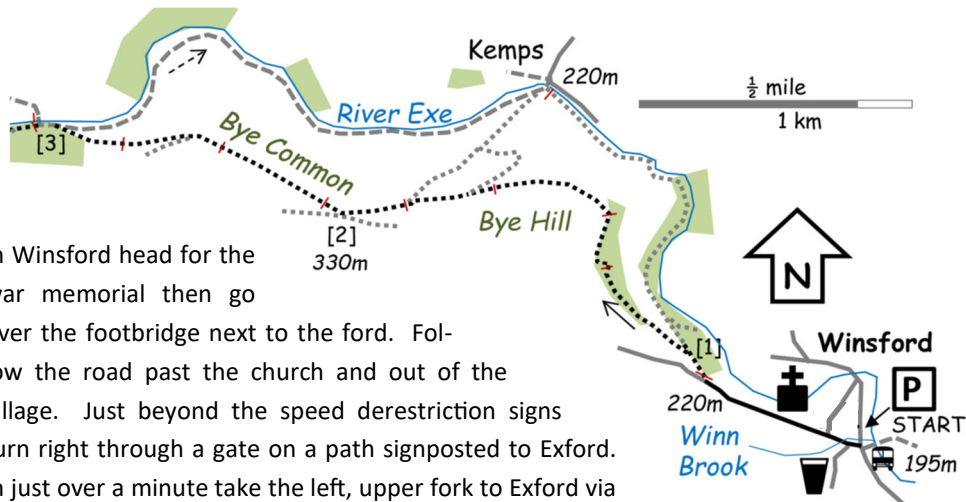 Kemps
220m
½ mile
1 km
River Exe
Bye Common
[3]
Bye Hill
[2]
330m
N
[1]
Winsford
P
START
220m
Winn
Brook
195m
n Winsford head for the
war memorial then go
ver the footbridge next to the ford. Fol-
ow the road past the church and out of the
illage. Just beyond the speed derestriction signs
urn right through a gate on a path signposted to Exford.
n just over a minute take the left, upper fork to Exford via